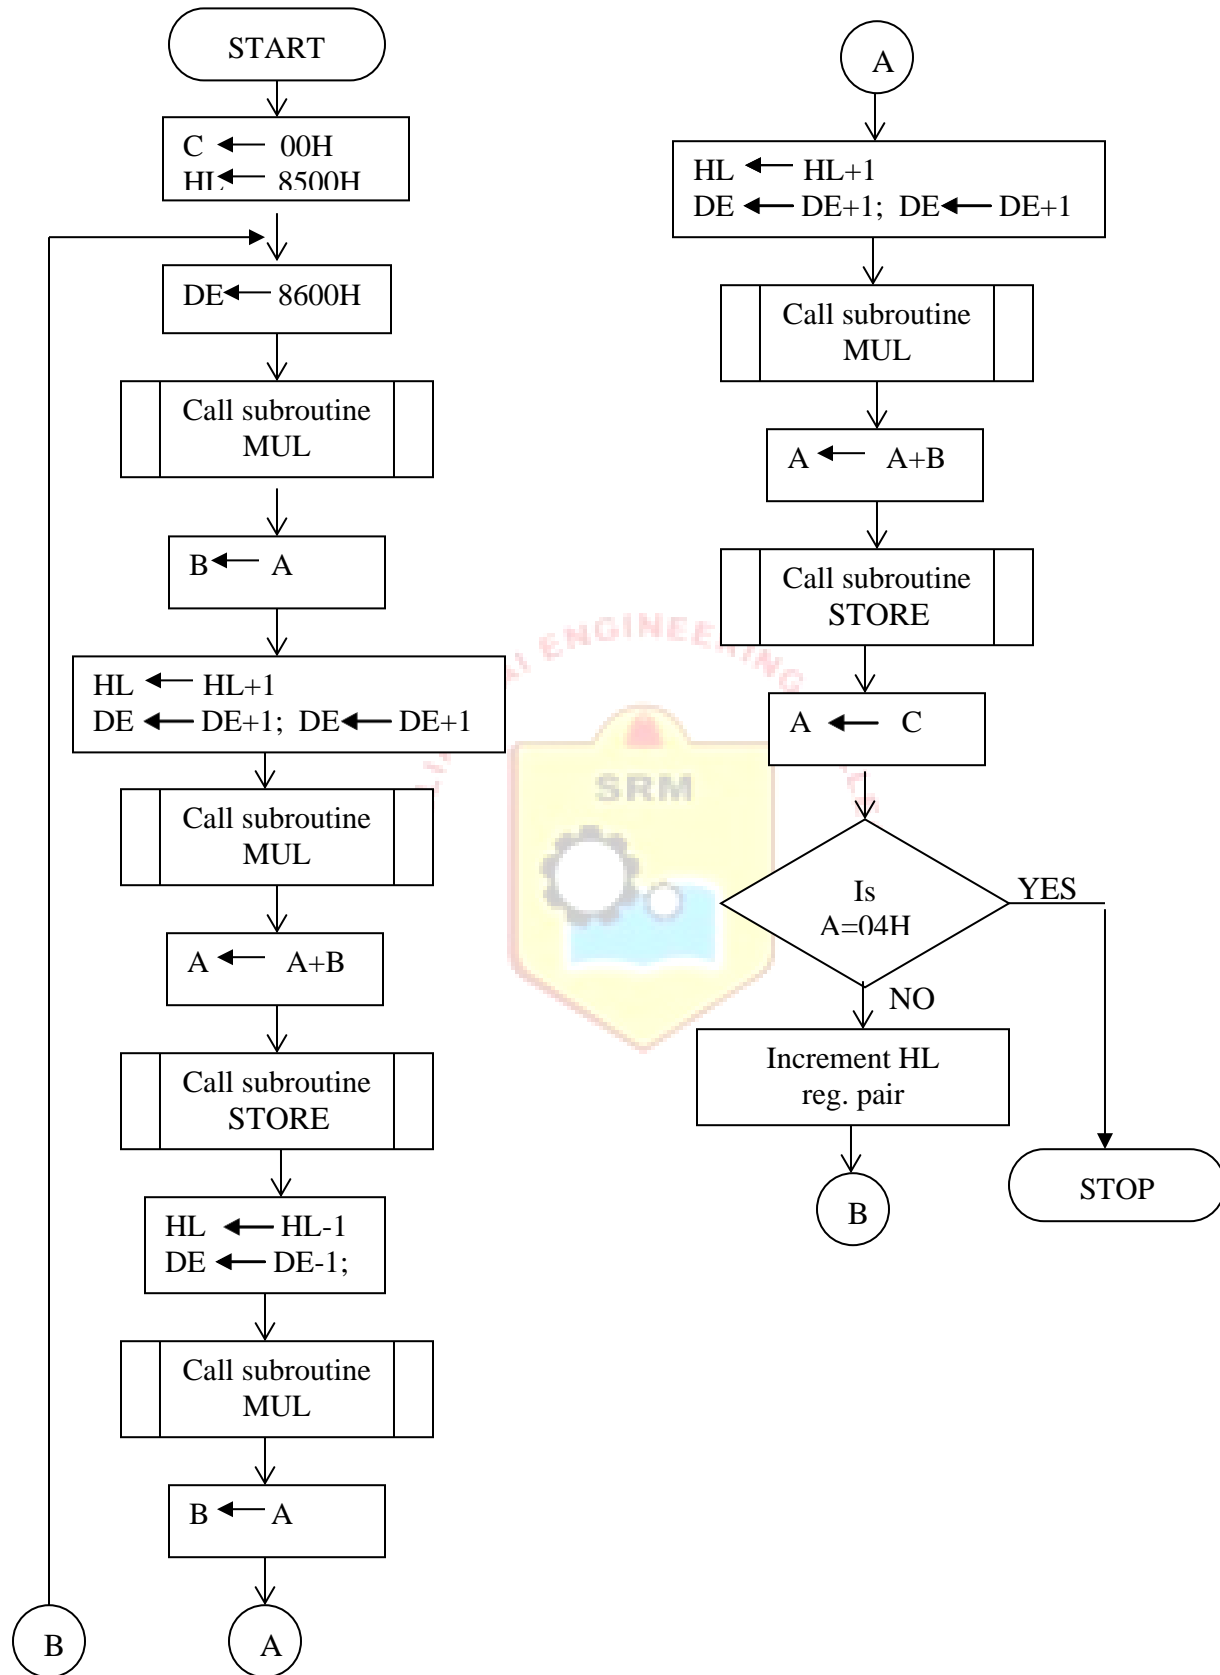 START
C 00H
HL 8500H
DE 8600H
Call subroutine
MUL
B A
HL HL+1
DE DE+1; DE DE+1
Call subroutine
MUL
A A+B
Call subroutine
STORE
HL HL-1
DE DE-1;
Call subroutine
MUL
B A
B
A
A
HL HL+1
DE DE+1; DE DE+1
Call subroutine
MUL
A A+B
Call subroutine
STORE
A C
Is
A=04H
YES
NO
Increment HL
reg. pair
B
STOP
ENGINEERING
SRM